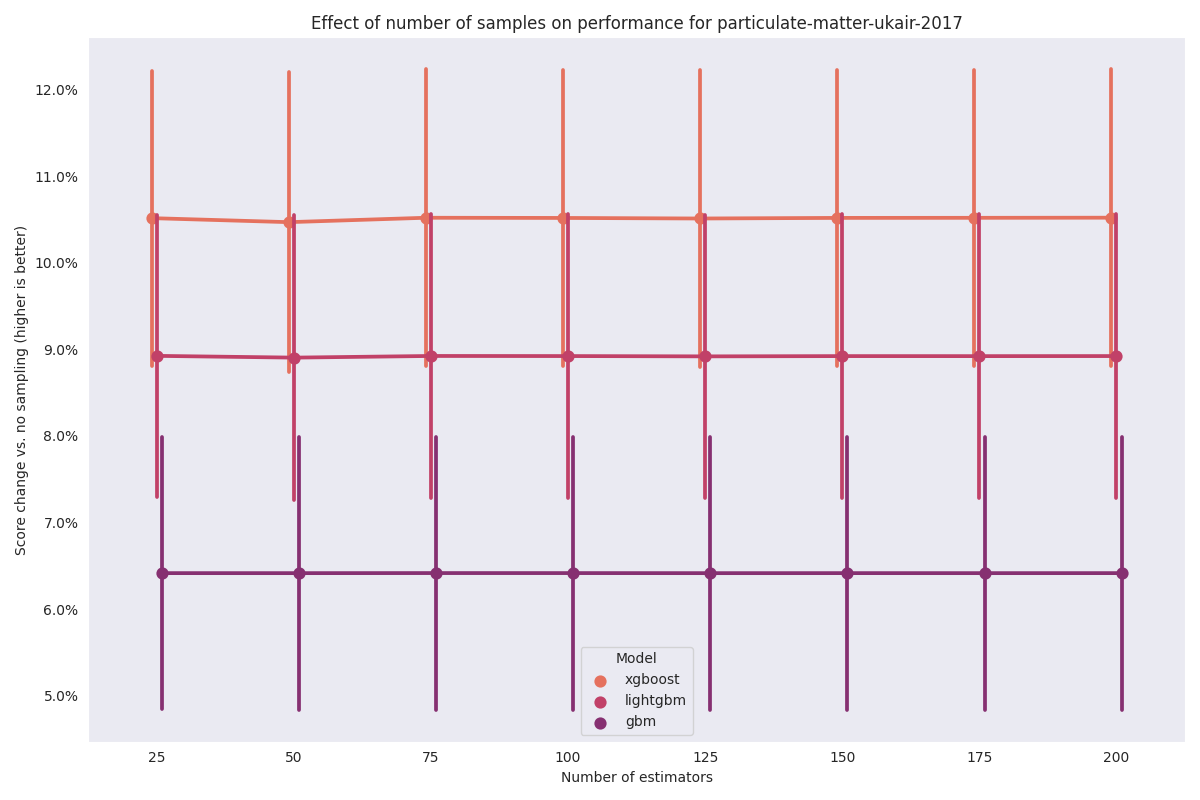 Effect of number of samples on performance for particulate-matter-ukair-2017
Score change vs. no sampling (higher is better)
12.0%
11.0%
10.0%
9.0%
8.0%
7.0%
6.0%
5.0%
Model
xgboost
lightgbm
gbm
25 50 75 100 125 150 175 200
Number of estimators